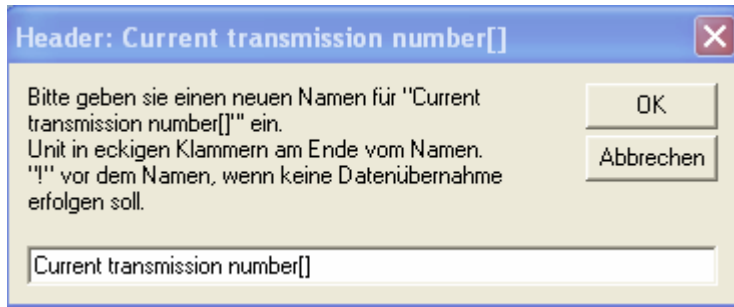 Header: Current transmission number[]
Bitte geben sie einen neuen Namen für "Current
transmission number[]'" ein.
Unit in eckigen Klammern am Ende vom Namen.
"!" vor dem Namen, wenn keine Datenübernahme
erfolgen soll.
OK
Abbrechen
Current transmission number[]